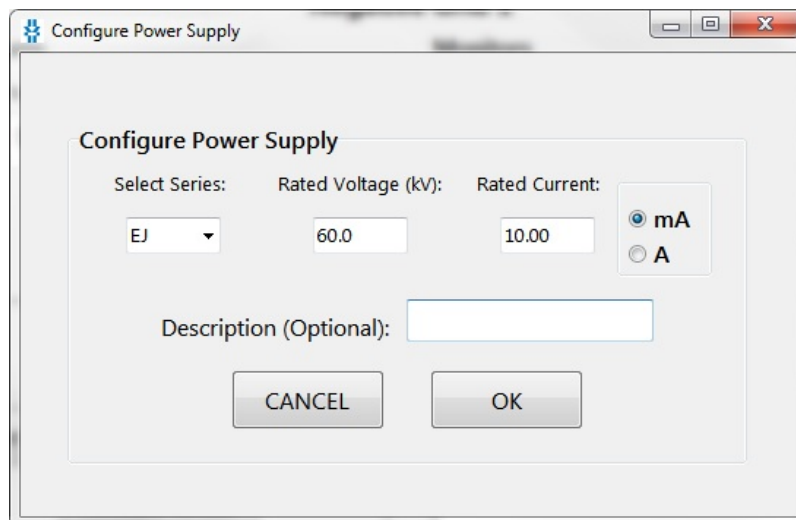 Configure Power Supply
Configure Power Supply
Select Series: Rated Voltage (kV): Rated Current:
EJ 60.0 10.00 mA
A
Description (Optional):
CANCEL OK